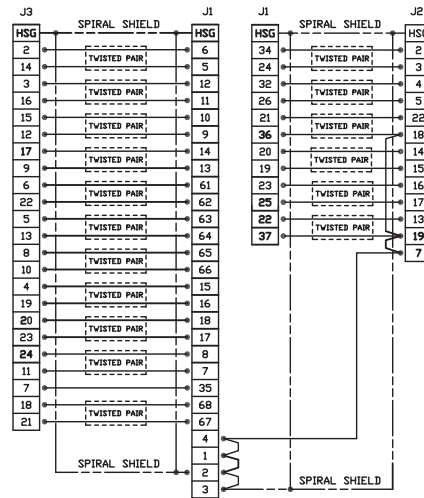 J3 SPIRAL SHIELD J1 J1 SPIRAL SHIELD J2
HSG HSG HSG HSG
2 6 34 2
TWISTED PAIR TWISTED PAIR
14 5 24 3
3 12 32 4
TWISTED PAIR TWISTED PAIR
16 11 26 5
15 10 21 22
TWISTED PAIR TWISTED PAIR
12 9 36 18
17 14 20 14
TWISTED PAIR TWISTED PAIR
9 13 19 15
6 61 23 16
TWISTED PAIR TWISTED PAIR
22 62 25 17
5 63 22 13
TWISTED PAIR TWISTED PAIR
13 64 37 19
8 65 7
TWISTED PAIR
10 66
4 15
TWISTED PAIR
19 16
20 18
TWISTED PAIR
23 17
24 8
TWISTED PAIR
11 7
7 35
18 68
TWISTED PAIR
21 67
4
1
SPIRAL SHIELD 2
3 SPIRAL SHIELD